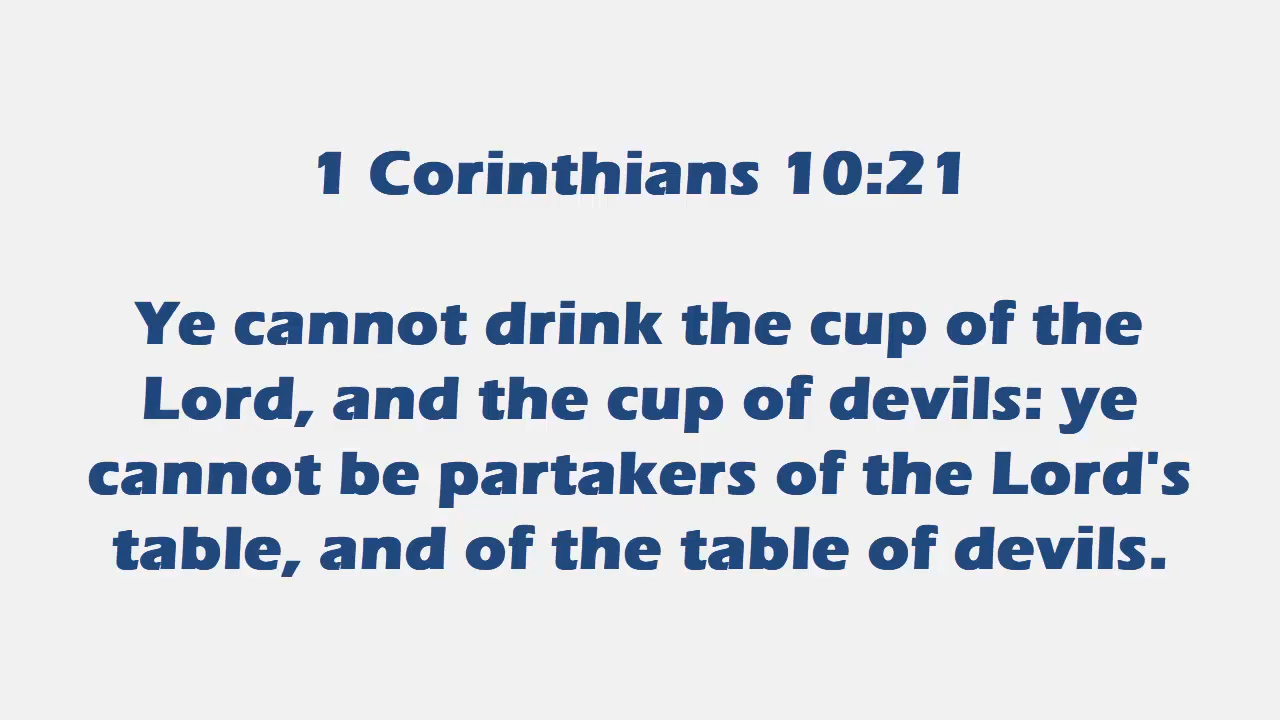 1 Corinthians 10:21
Ye cannot drink the cup of the
Lord, and the cup of devils: ye
cannot be partakers of the Lord's
table, and of the table of devils.